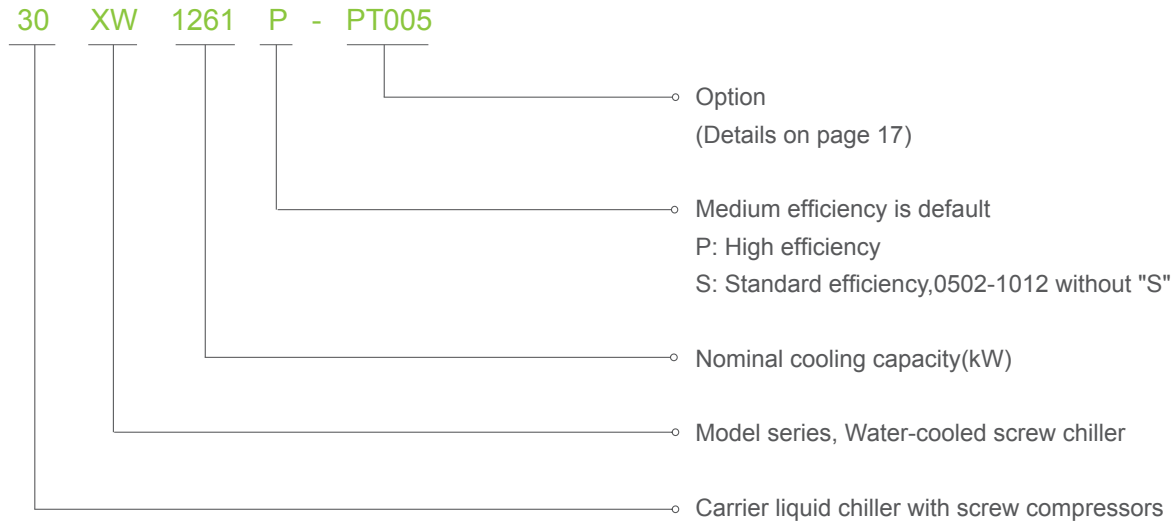 30 XW 1261 P - PT005
Option
(Details on page 17)
Medium efficiency is default
P: High efficiency
S: Standard efficiency,0502-1012 without "S"
Nominal cooling capacity(kW)
Model series, Water-cooled screw chiller
Carrier liquid chiller with screw compressors